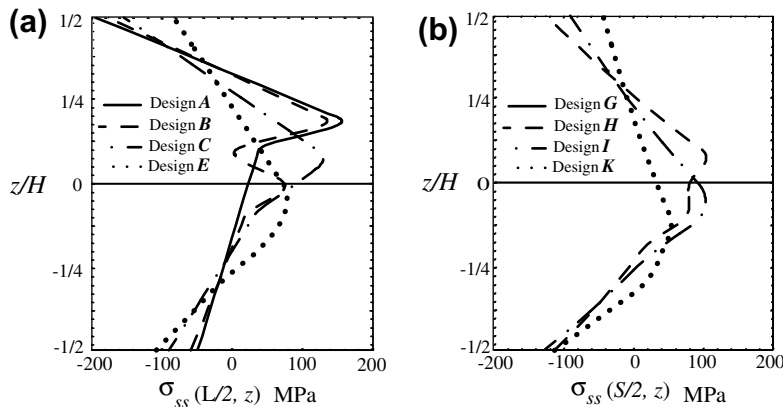 (a)
1/2
1/4
z/H
0
-1/4
-1/2
Design A
Design B
Design C
Design E
-200 -100 0 100 200
σss (L/2, z) MPa
(b)
1/2
1/4
z/H
0
-1/4
-1/2
Design G
Design H
Design I
Design K
-200 -100 0 100 200
σss (S/2, z) MPa